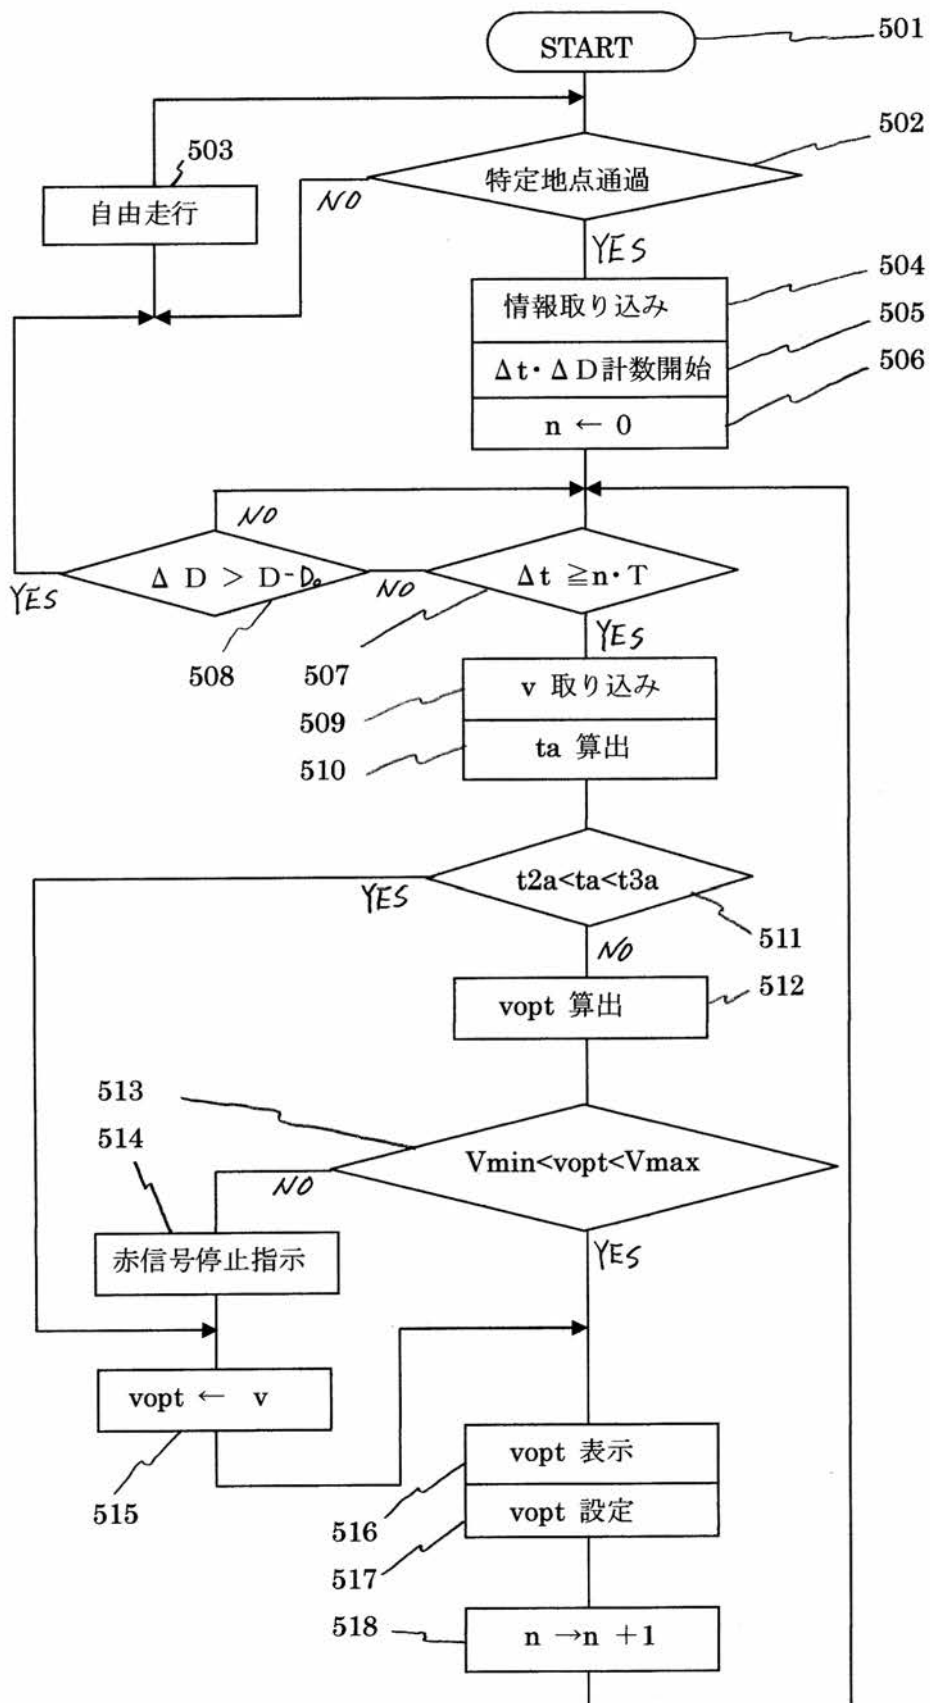 START
501
502
特定地点通過
503
自由走行
NO
YES
504
情報取り込み
505
Δt・ΔD計数開始
506
n ← 0
NO
Δ D > D-D₀
YES
NO
Δt ≧n・T
YES
508
507
v 取り込み
509
ta 算出
510
t2a<ta<t3a
YES
511
NO
vopt 算出
512
513
514
Vmin<vopt<Vmax
NO
赤信号停止指示
YES
vopt ← v
515
vopt 表示
516
vopt 設定
517
518
n →n +1